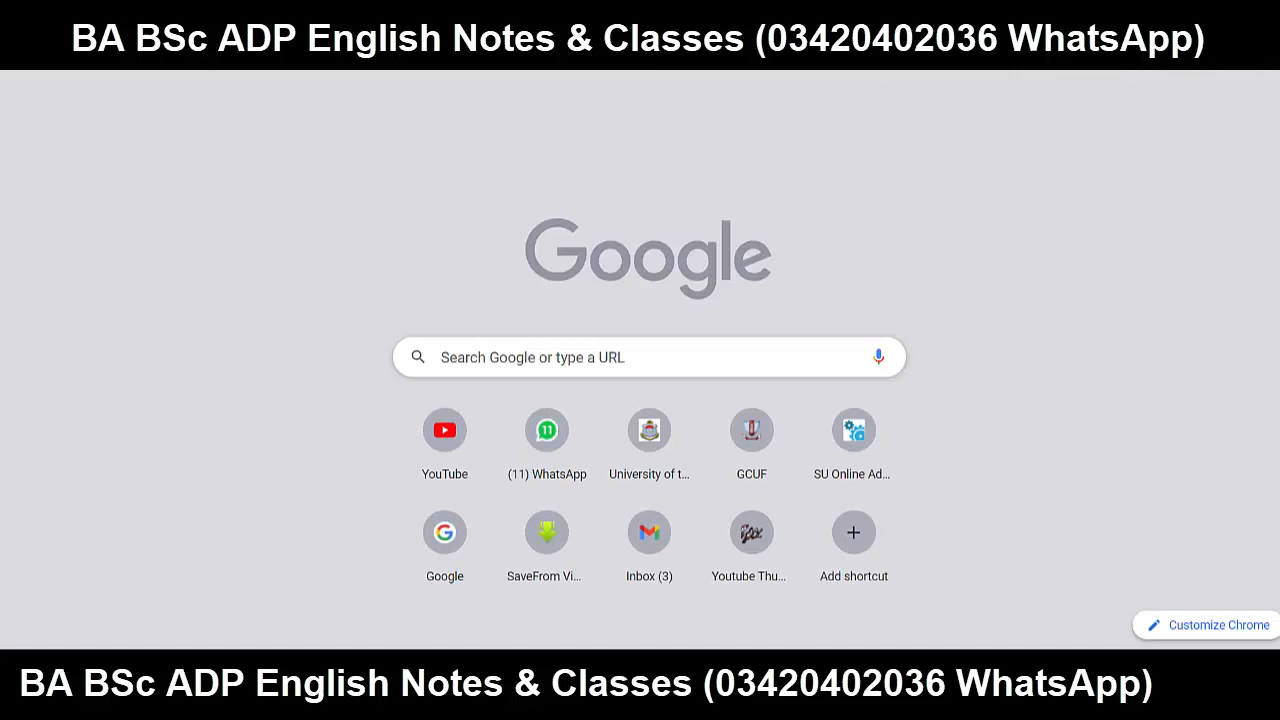 BA BSc ADP English Notes & Classes (03420402036 WhatsApp)
Google
Search Google or type a URL
YouTube (11) WhatsApp University of t... GCUF SU Online Ad...
Google SaveFrom Vi... Inbox (3) Youtube Thu... Add shortcut
Customize Chrome
BA BSc ADP English Notes & Classes (03420402036 WhatsApp)